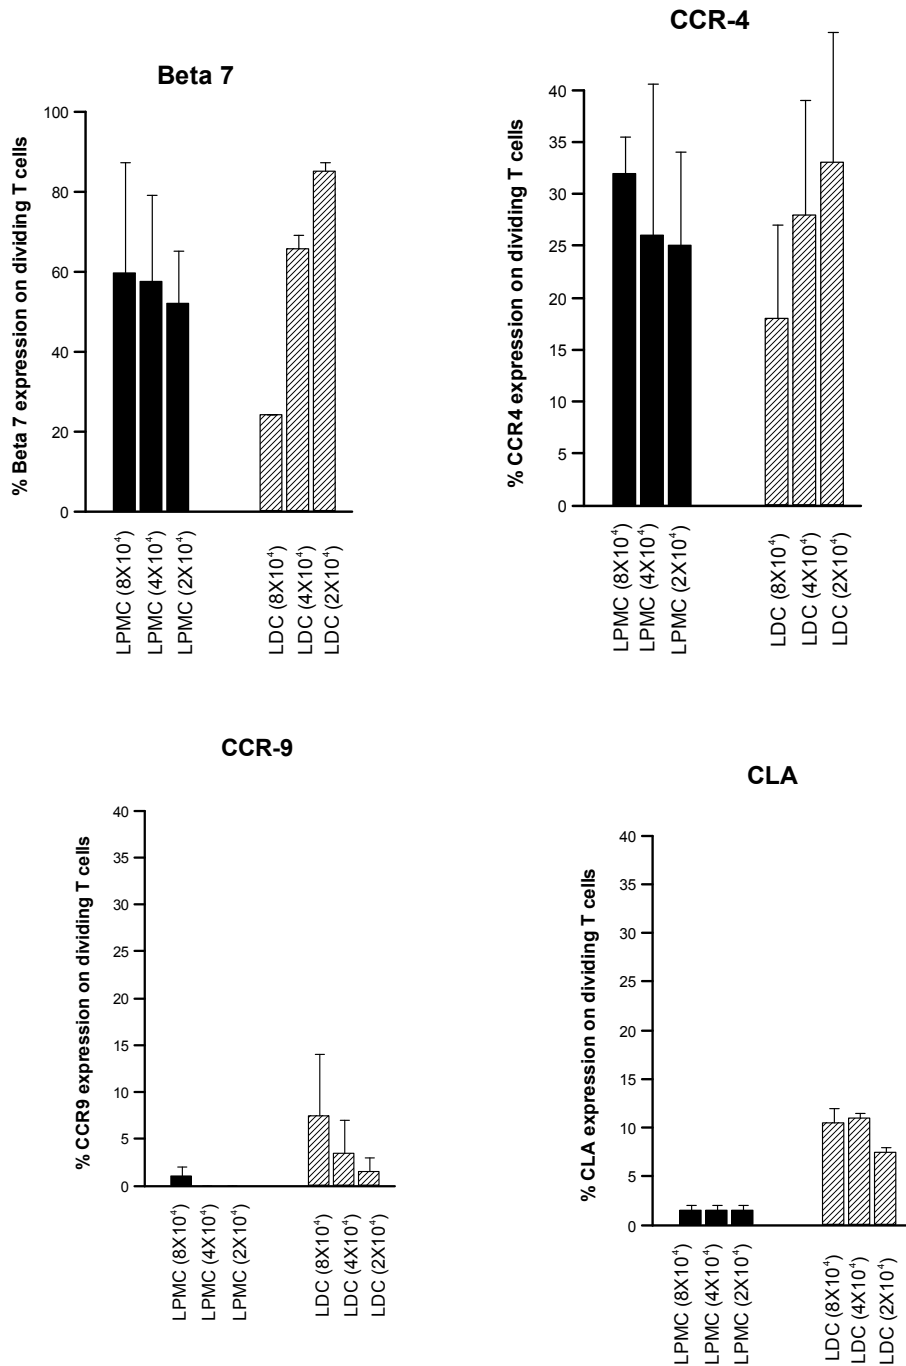 Beta 7
% Beta 7 expression on dividing T cells
100
80
60
40
20
0
LPMC (8X10⁴)
LPMC (4X10⁴)
LPMC (2X10⁴)
LDC (8X10⁴)
LDC (4X10⁴)
LDC (2X10⁴)
CCR-4
% CCR4 expression on dividing T cells
40
35
30
25
20
15
10
5
0
LPMC (8X10⁴)
LPMC (4X10⁴)
LPMC (2X10⁴)
LDC (8X10⁴)
LDC (4X10⁴)
LDC (2X10⁴)
CCR-9
% CCR9 expression on dividing T cells
40
35
30
25
20
15
10
5
0
LPMC (8X10⁴)
LPMC (4X10⁴)
LPMC (2X10⁴)
LDC (8X10⁴)
LDC (4X10⁴)
LDC (2X10⁴)
CLA
% CLA expression on dividing T cells
40
35
30
25
20
15
10
5
0
LPMC (8X10⁴)
LPMC (4X10⁴)
LPMC (2X10⁴)
LDC (8X10⁴)
LDC (4X10⁴)
LDC (2X10⁴)